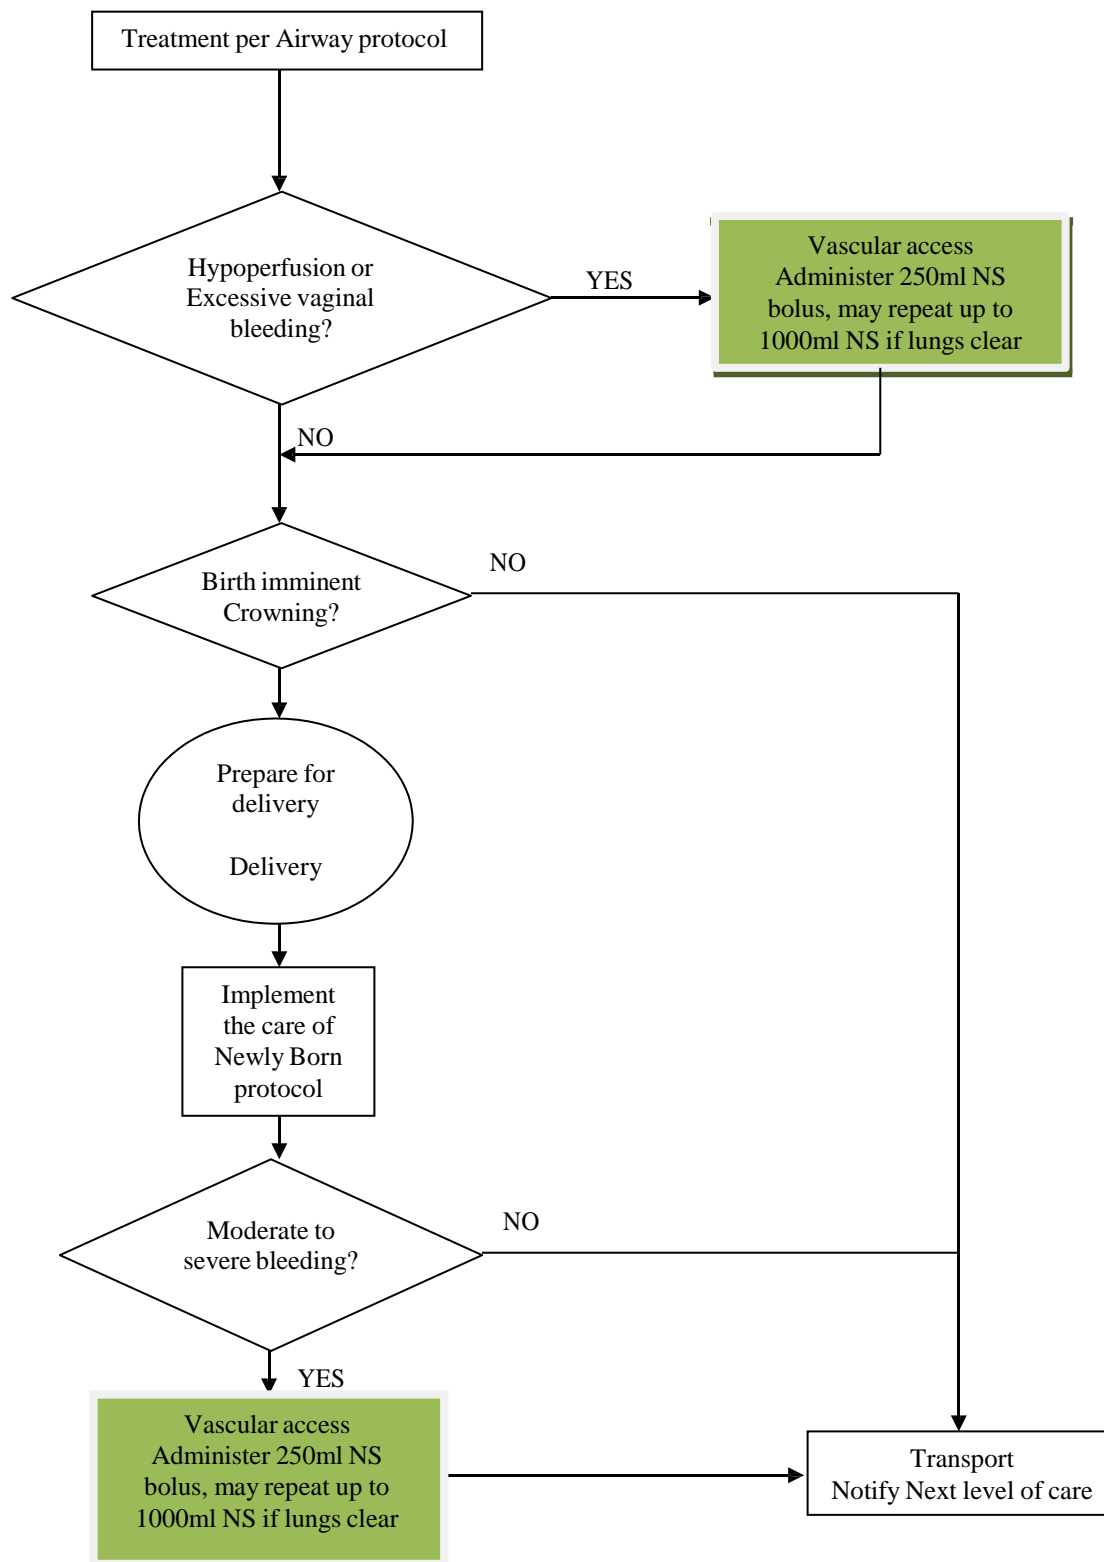 Treatment per Airway protocol
Hypoperfusion or
Excessive vaginal
bleeding?
YES
Vascular access
Administer 250ml NS
bolus, may repeat up to
1000ml NS if lungs clear
NO
Birth imminent
Crowning?
NO
Prepare for
delivery
Delivery
Implement
the care of
Newly Born
protocol
Moderate to
severe bleeding?
NO
YES
Vascular access
Administer 250ml NS
bolus, may repeat up to
1000ml NS if lungs clear
Transport
Notify Next level of care